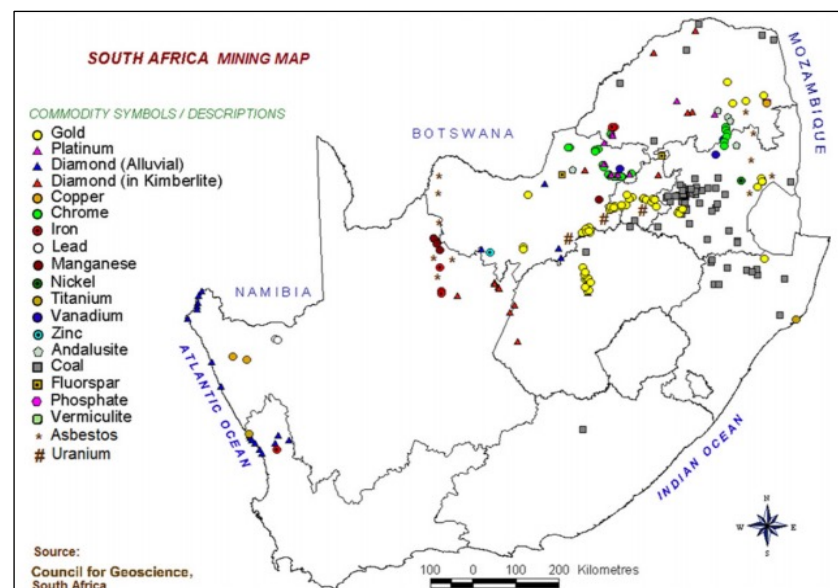 SOUTH AFRICA MINING MAP
COMMODITY SYMBOLS / DESCRIPTIONS
Gold
Platinum
Diamond (Alluvial)
Diamond (in Kimberlite)
Copper
Chrome
Iron
Lead
Manganese
Nickel
Titanium
Vanadium
Zinc
Andalusite
Coal
Fluorspar
Phosphate
Vermiculite
Asbestos
# Uranium
BOTSWANA
MOZAMBIQUE
NAMIBIA
ATLANTIC OCEAN
INDIAN OCEAN
N
W E
S
Source:
Council for Geoscience,
South Africa
100 0 100 200 Kilometres